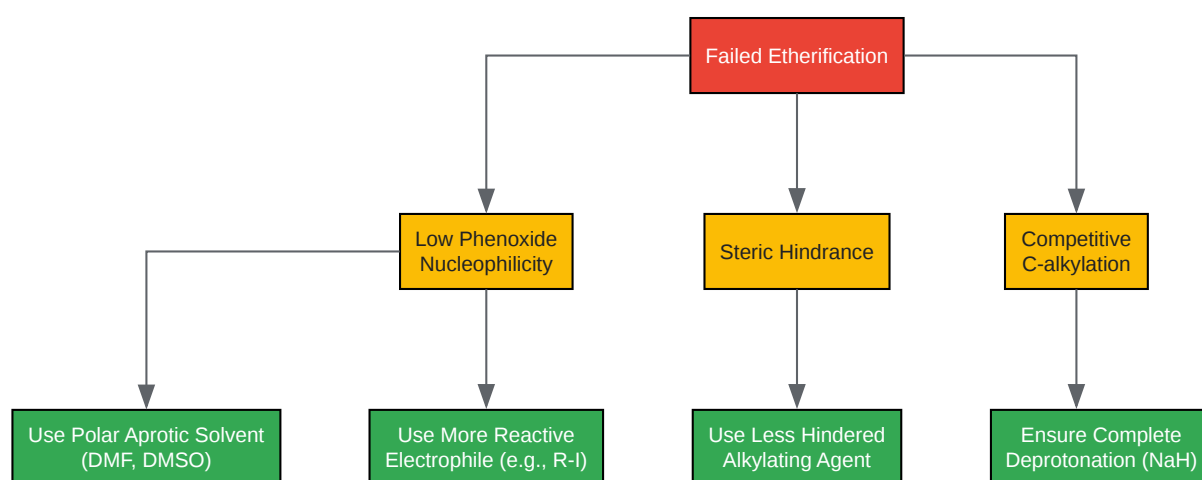 Failed Etherification
Low Phenoxide
Nucleophilicity
Steric Hindrance
Competitive
C-alkylation
Use Polar Aprotic Solvent
(DMF, DMSO)
Use More Reactive
Electrophile (e.g., R-I)
Use Less Hindered
Alkylating Agent
Ensure Complete
Deprotonation (NaH)